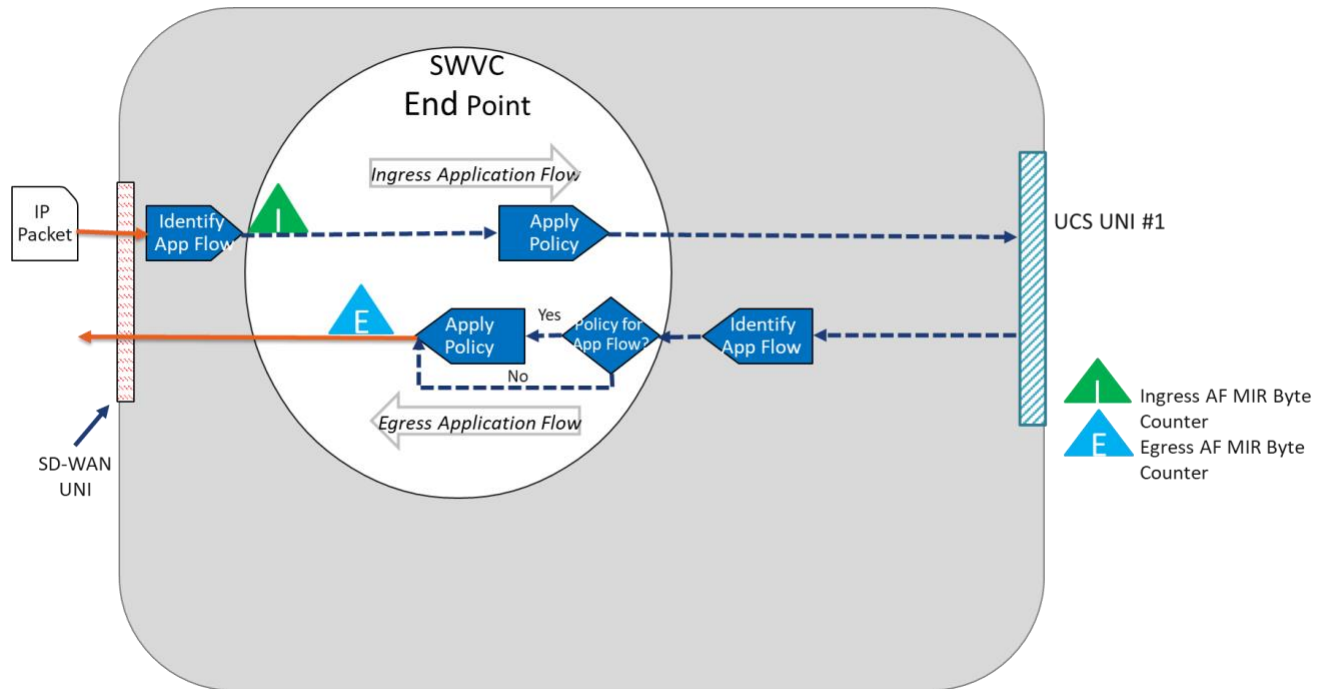 SWVC
End Point
Ingress Application Flow
IP
Packet
Identify
App Flow
I
Apply
Policy
UCS UNI #1
E
Apply
Policy
Yes
Policy for
App Flow?
Identify
App Flow
No
Egress Application Flow
SD-WAN
UNI
I
Ingress AF MIR Byte
Counter
E
Egress AF MIR Byte
Counter